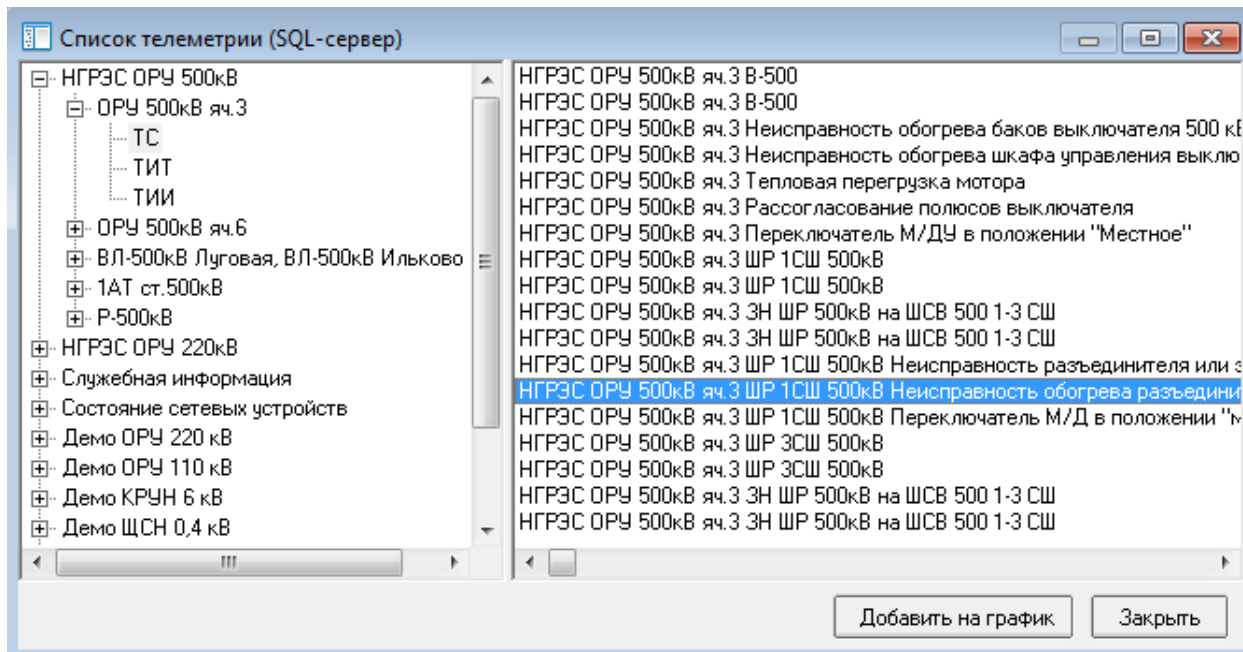 Список телеметрии (SQL-сервер)
НГРЭС ОРУ 500кВ
ОРУ 500кВ яч.3
ТС
ТИТ
ТИИ
ОРУ 500кВ яч.6
ВЛ-500кВ Луговая, ВЛ-500кВ Ильково
1АТ ст.500кВ
Р-500кВ
НГРЭС ОРУ 220кВ
Служебная информация
Состояние сетевых устройств
Демо ОРУ 220 кВ
Демо ОРУ 110 кВ
Демо КРУН 6 кВ
Демо ЩСН 0,4 кВ
НГРЭС ОРУ 500кВ яч.3 В-500
НГРЭС ОРУ 500кВ яч.3 В-500
НГРЭС ОРУ 500кВ яч.3 Неисправность обогрева баков выключателя 500 кВ
НГРЭС ОРУ 500кВ яч.3 Неисправность обогрева шкафа управления выклю
НГРЭС ОРУ 500кВ яч.3 Тепловая перегрузка мотора
НГРЭС ОРУ 500кВ яч.3 Рассогласование полюсов выключателя
НГРЭС ОРУ 500кВ яч.3 Переключатель М/ДУ в положении "Местное"
НГРЭС ОРУ 500кВ яч.3 ШР 1СШ 500кВ
НГРЭС ОРУ 500кВ яч.3 ШР 1СШ 500кВ
НГРЭС ОРУ 500кВ яч.3 ЗН ШР 500кВ на ШСВ 500 1-3 СШ
НГРЭС ОРУ 500кВ яч.3 ЗН ШР 500кВ на ШСВ 500 1-3 СШ
НГРЭС ОРУ 500кВ яч.3 ШР 1СШ 500кВ Неисправность разъединителя или з
НГРЭС ОРУ 500кВ яч.3 ШР 1СШ 500кВ Неисправность обогрева разъедини
НГРЭС ОРУ 500кВ яч.3 ШР 1СШ 500кВ Переключатель М/Д в положении "м
НГРЭС ОРУ 500кВ яч.3 ШР 3СШ 500кВ
НГРЭС ОРУ 500кВ яч.3 ШР 3СШ 500кВ
НГРЭС ОРУ 500кВ яч.3 ЗН ШР 500кВ на ШСВ 500 1-3 СШ
НГРЭС ОРУ 500кВ яч.3 ЗН ШР 500кВ на ШСВ 500 1-3 СШ
Добавить на график
Закрыть